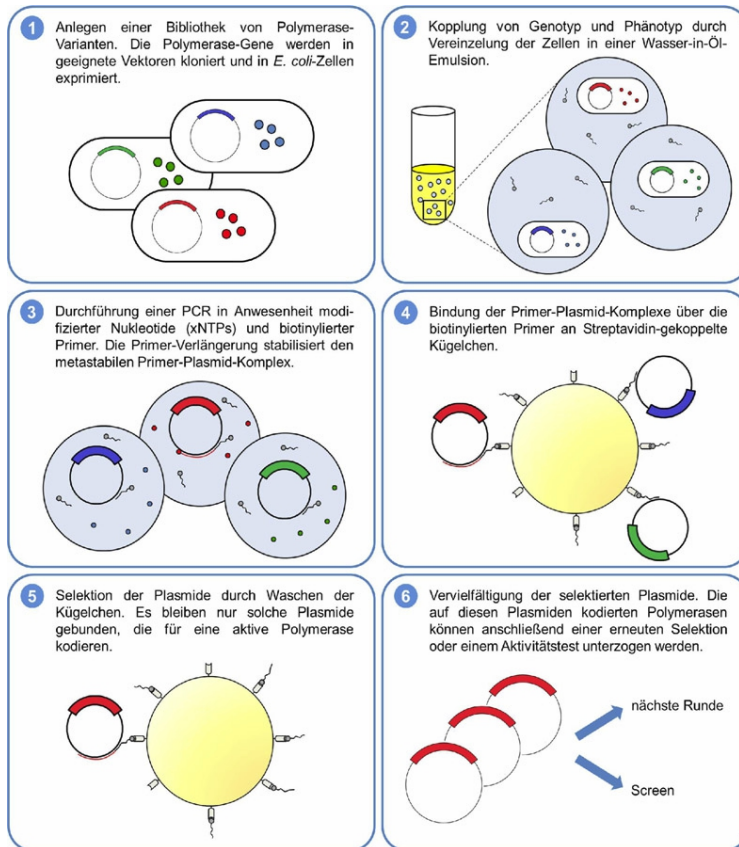 1
Anlegen einer Bibliothek von Polymerase-
Varianten. Die Polymerase-Gene werden in
geeignete Vektoren kloniert und in E. coli-Zellen
exprimiert.
2
Kopplung von Genotyp und Phänotyp durch
Vereinzelung der Zellen in einer Wasser-in-Öl-
Emulsion.
3
Durchführung einer PCR in Anwesenheit modi-
fizierter Nukleotide (xNTPs) und biotinylierter
Primer. Die Primer-Verlängerung stabilisiert den
metastabilen Primer-Plasmid-Komplex.
4
Bindung der Primer-Plasmid-Komplexe über die
biotinylierten Primer an Streptavidin-gekoppelte
Kügelchen.
5
Selektion der Plasmide durch Waschen der
Kügelchen. Es bleiben nur solche Plasmide
gebunden, die für eine aktive Polymerase
kodieren.
6
Vervielfältigung der selektierten Plasmide. Die
auf diesen Plasmiden kodierten Polymerasen
können anschließend einer erneuten Selektion
oder einem Aktivitätstest unterzogen werden.
nächste Runde
Screen